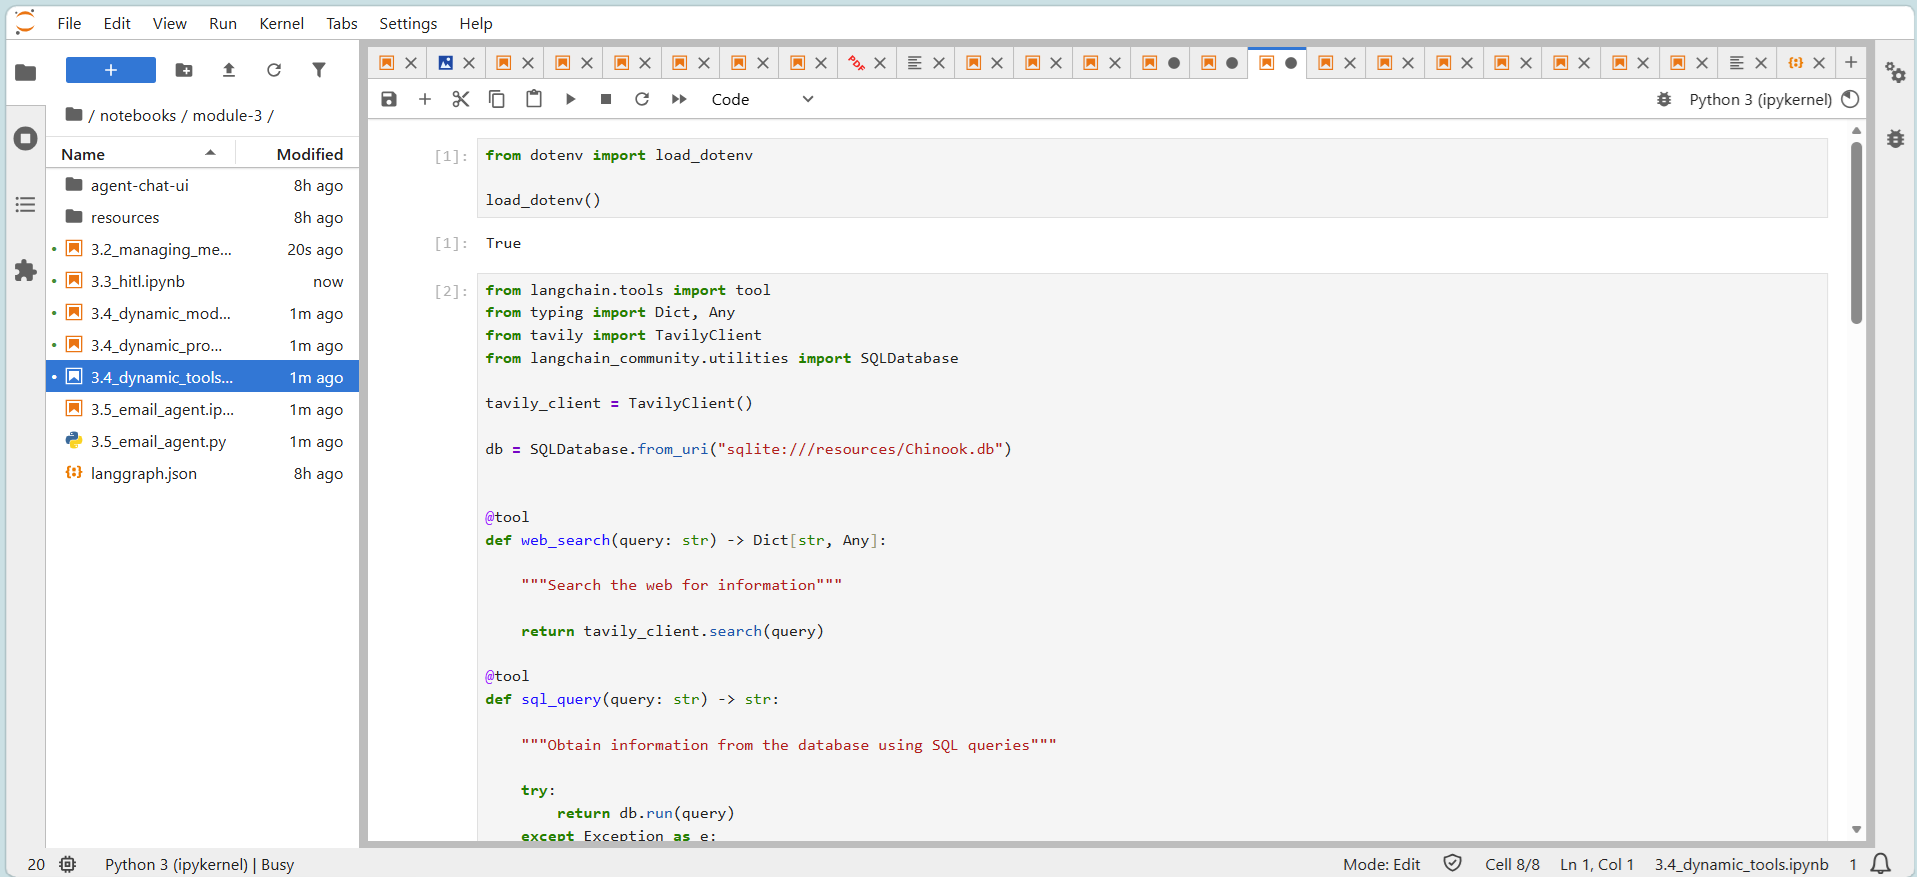 File Edit View Run Kernel Tabs Settings Help
+
/ notebooks / module-3 /
Name Modified
agent-chat-ui 8h ago
resources 8h ago
3.2_managing_me... 20s ago
3.3_hitl.ipynb now
3.4_dynamic_mod... 1m ago
3.4_dynamic_pro... 1m ago
3.4_dynamic_tools... 1m ago
3.5_email_agent.ip... 1m ago
3.5_email_agent.py 1m ago
langgraph.json 8h ago
PDF
Code
Python 3 (ipykernel)
[1]: from dotenv import load_dotenv
load_dotenv()
[1]: True
[2]: from langchain.tools import tool
from typing import Dict, Any
from tavily import TavilyClient
from langchain_community.utilities import SQLDatabase
tavily_client = TavilyClient()
db = SQLDatabase.from_uri("sqlite:///resources/Chinook.db")
@tool
def web_search(query: str) -> Dict[str, Any]:
"""Search the web for information"""
return tavily_client.search(query)
@tool
def sql_query(query: str) -> str:
"""Obtain information from the database using SQL queries"""
try:
return db.run(query)
except Exception as e:
20 Python 3 (ipykernel) | Busy Mode: Edit Cell 8/8 Ln 1, Col 1 3.4_dynamic_tools.ipynb 1